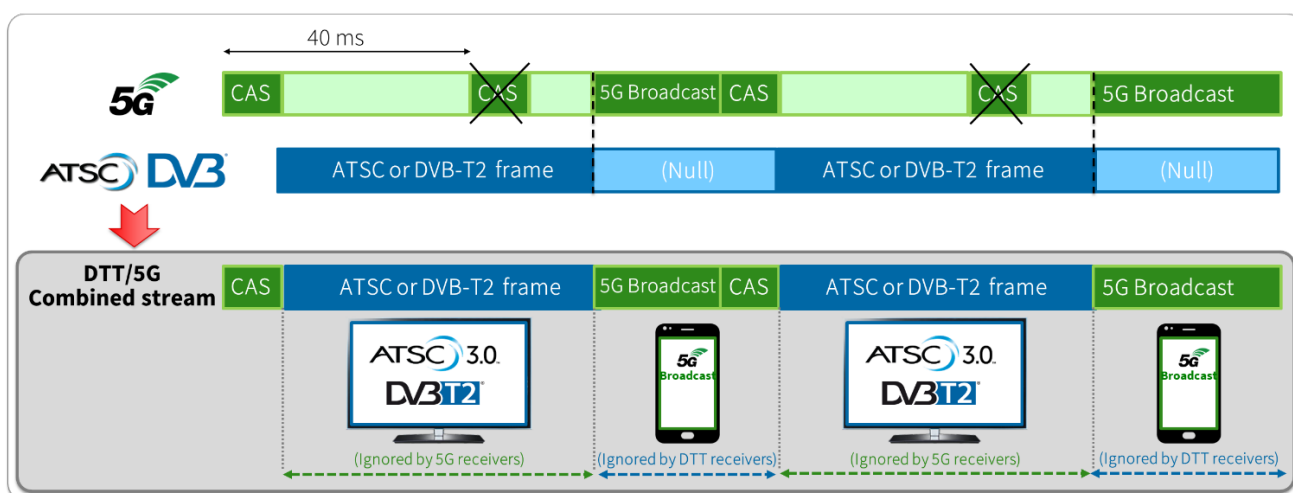 40 ms
5G CAS CAS 5G Broadcast CAS CAS 5G Broadcast
ATSC DVB ATSC or DVB-T2 frame (Null) ATSC or DVB-T2 frame (Null)
DTT/5G
Combined stream
CAS ATSC or DVB-T2 frame 5G Broadcast CAS ATSC or DVB-T2 frame 5G Broadcast
ATSC 3.0
DVB T2
5G
Broadcast
ATSC 3.0
DVB T2
5G
Broadcast
(Ignored by 5G receivers) (Ignored by DTT receivers) (Ignored by 5G receivers) (Ignored by DTT receivers)